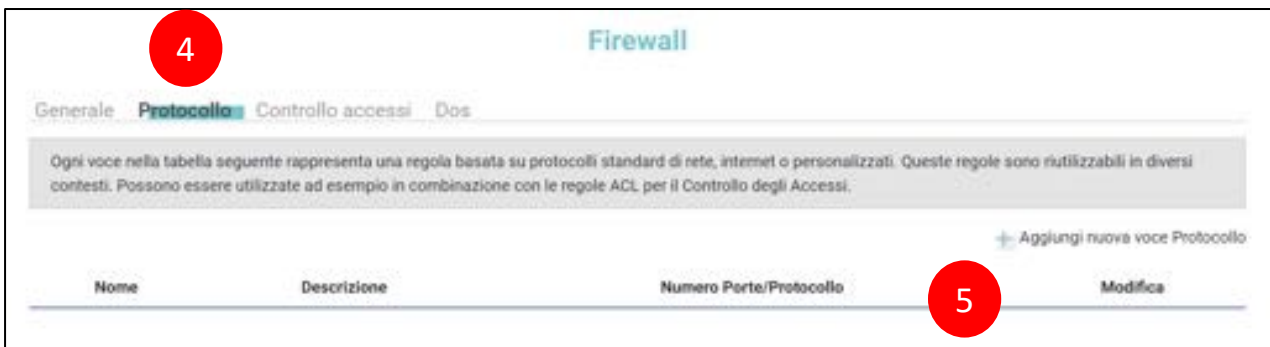 4
Firewall
Generale Protocollo Controllo accessi Dos
Ogni voce nella tabella seguente rappresenta una regola basata su protocolli standard di rete, internet o personalizzati. Queste regole sono riutilizzabili in diversi
contesti. Possono essere utilizzate ad esempio in combinazione con le regole ACL per il Controllo degli Accessi.
+ Aggiungi nuova voce Protocollo
Nome Descrizione Numero Porte/Protocollo Modifica
5